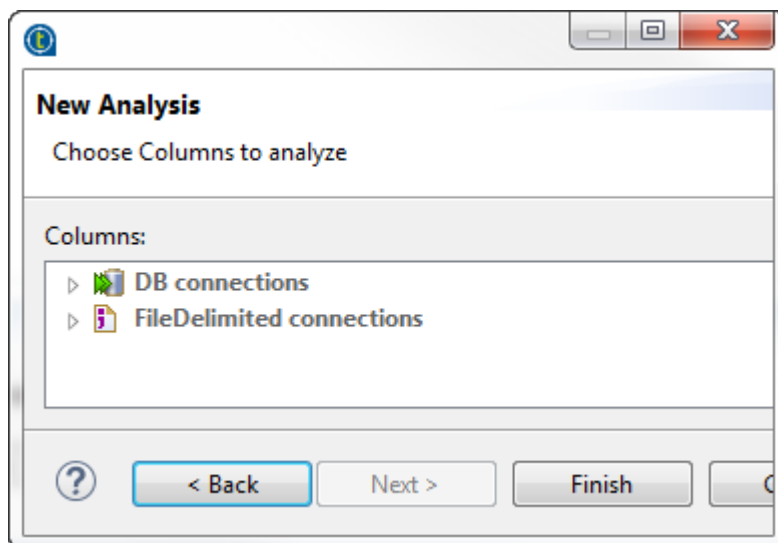 New Analysis
Choose Columns to analyze
Columns:
DB connections
FileDelimited connections
< Back Next > Finish